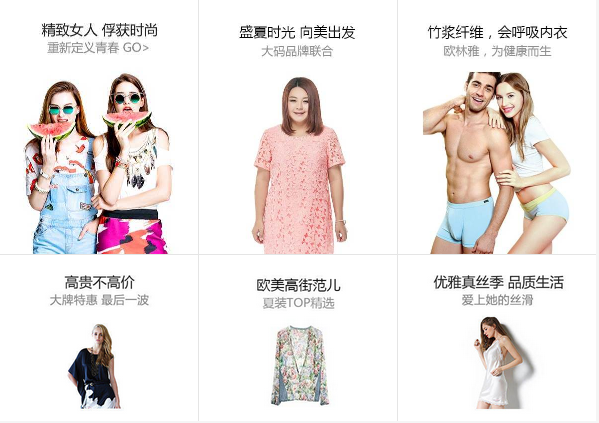 精致女人 俘获时尚
重新定义青春 GO>
盛夏时光 向美出发
大码品牌联合
竹浆纤维，会呼吸内衣
欧林雅，为健康而生
高贵不高价
大牌特惠 最后一波
欧美高街范儿
夏装TOP精选
优雅真丝季 品质生活
爱上她的丝滑